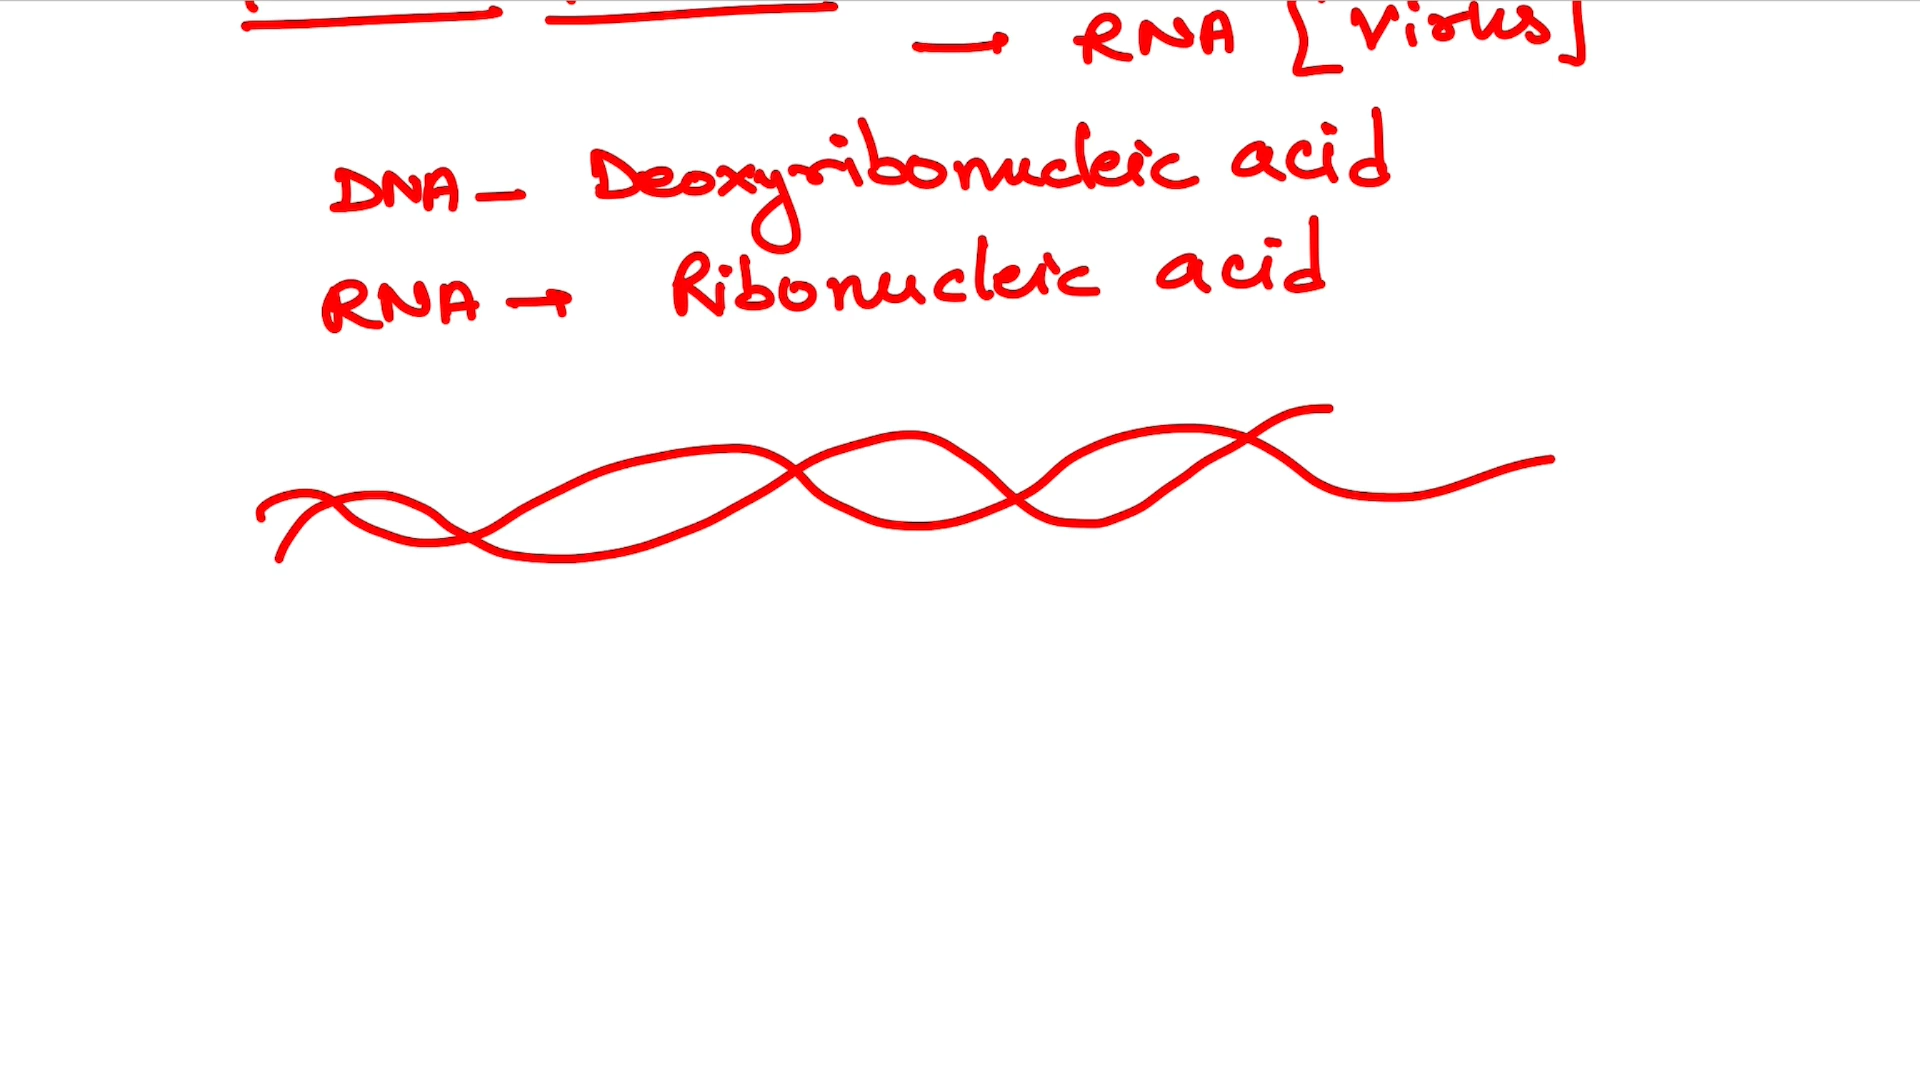 → RNA [Virus]
DNA - Deoxyribonucleic acid
RNA → Ribonucleic acid